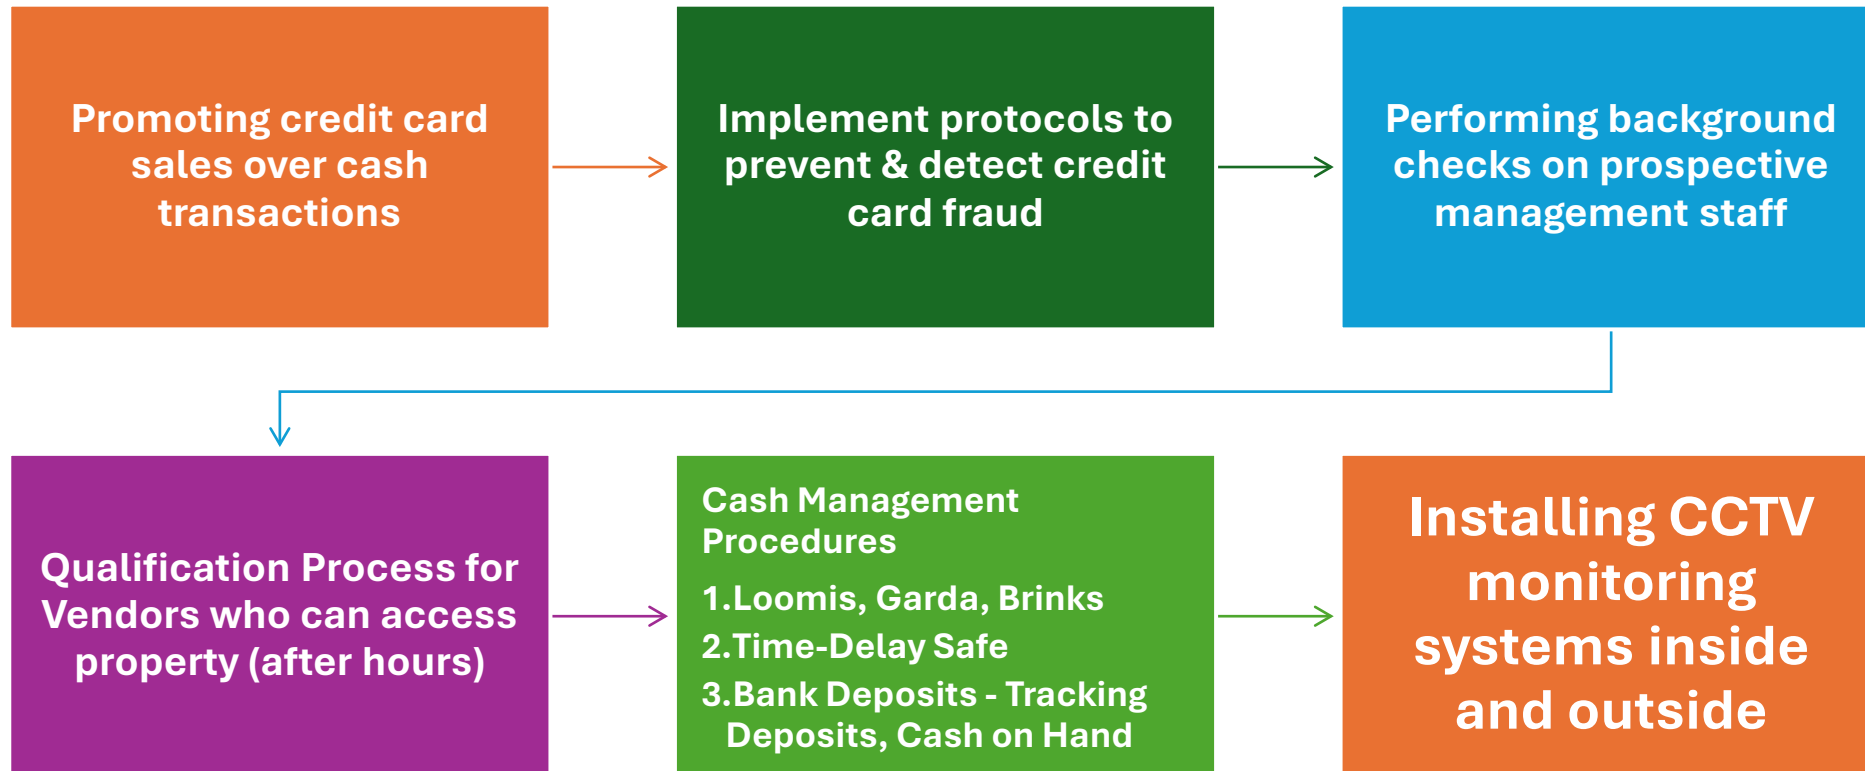 Promoting credit card
sales over cash
transactions
Implement protocols to
prevent & detect credit
card fraud
Performing background
checks on prospective
management staff
Qualification Process for
Vendors who can access
property (after hours)
Cash Management
Procedures
1.Loomis, Garda, Brinks
2.Time-Delay Safe
3.Bank Deposits - Tracking
Deposits, Cash on Hand
Installing CCTV
monitoring
systems inside
and outside